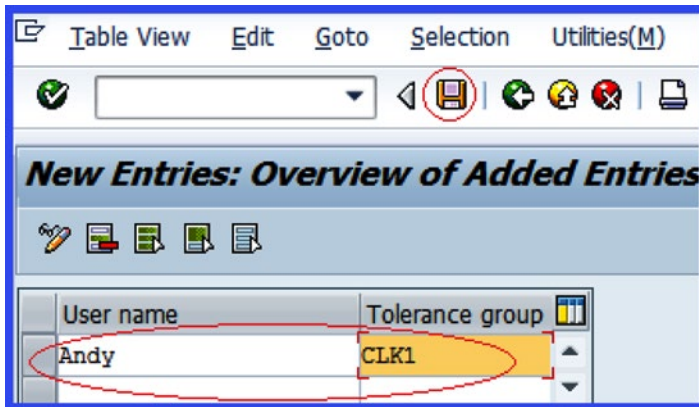 Table View Edit Goto Selection Utilities(M)
New Entries: Overview of Added Entries
User name Tolerance group
Andy CLK1